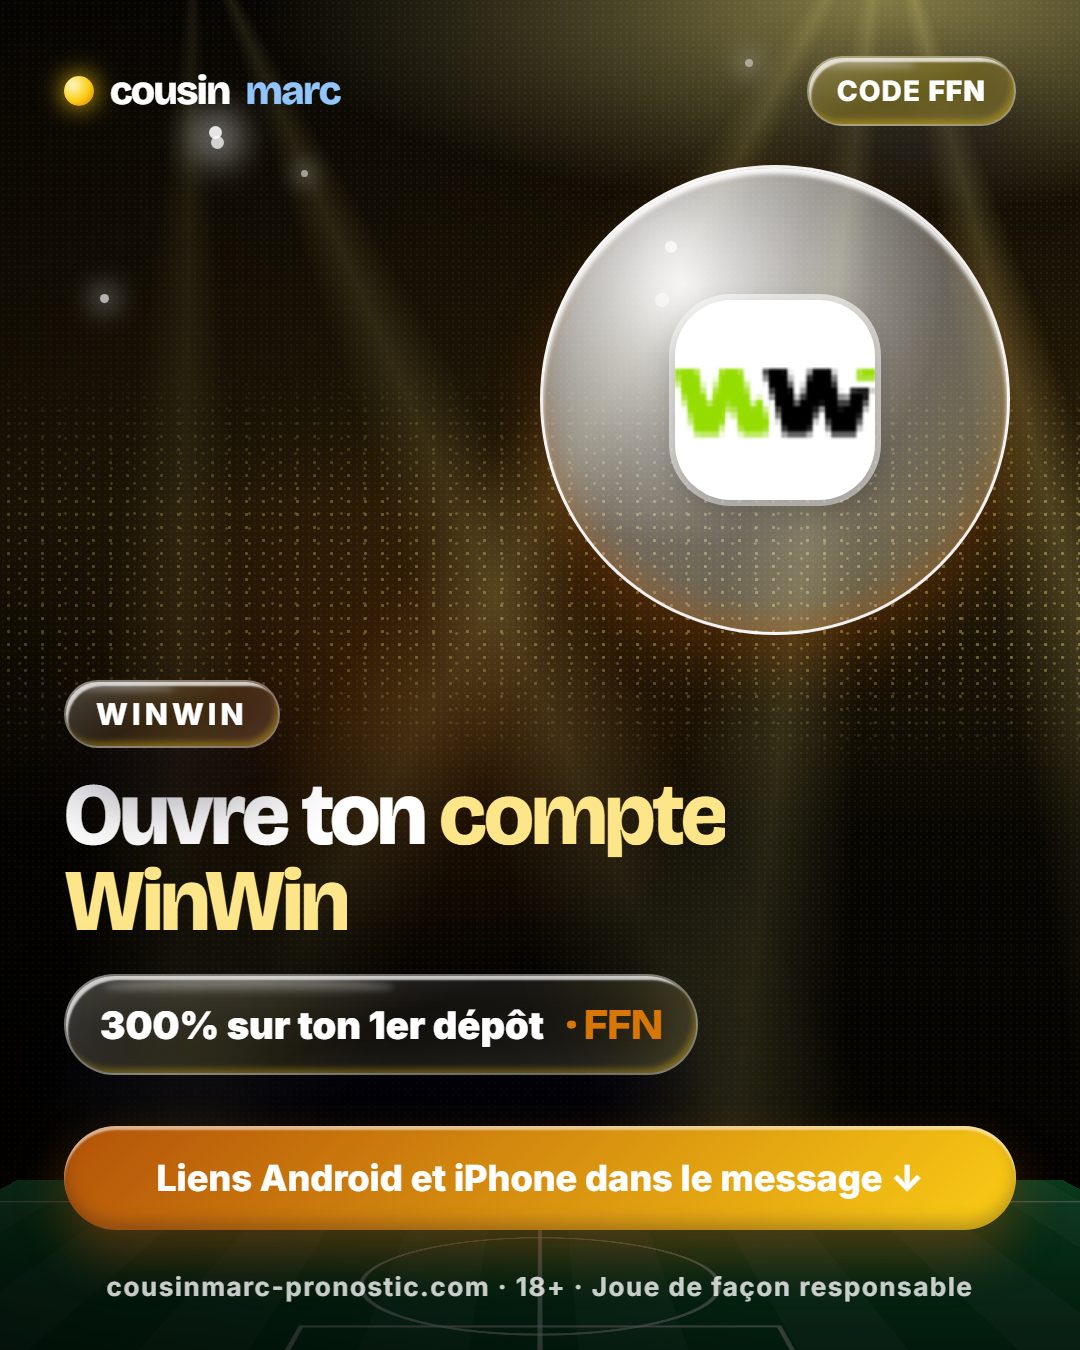 cousin marc
CODE FFN
WW
WINWIN
Ouvre ton compte
WinWin
300% sur ton 1er dépôt · FFN
Liens Android et iPhone dans le message ↓
cousinmarc-pronostic.com · 18+ · Joue de façon responsable